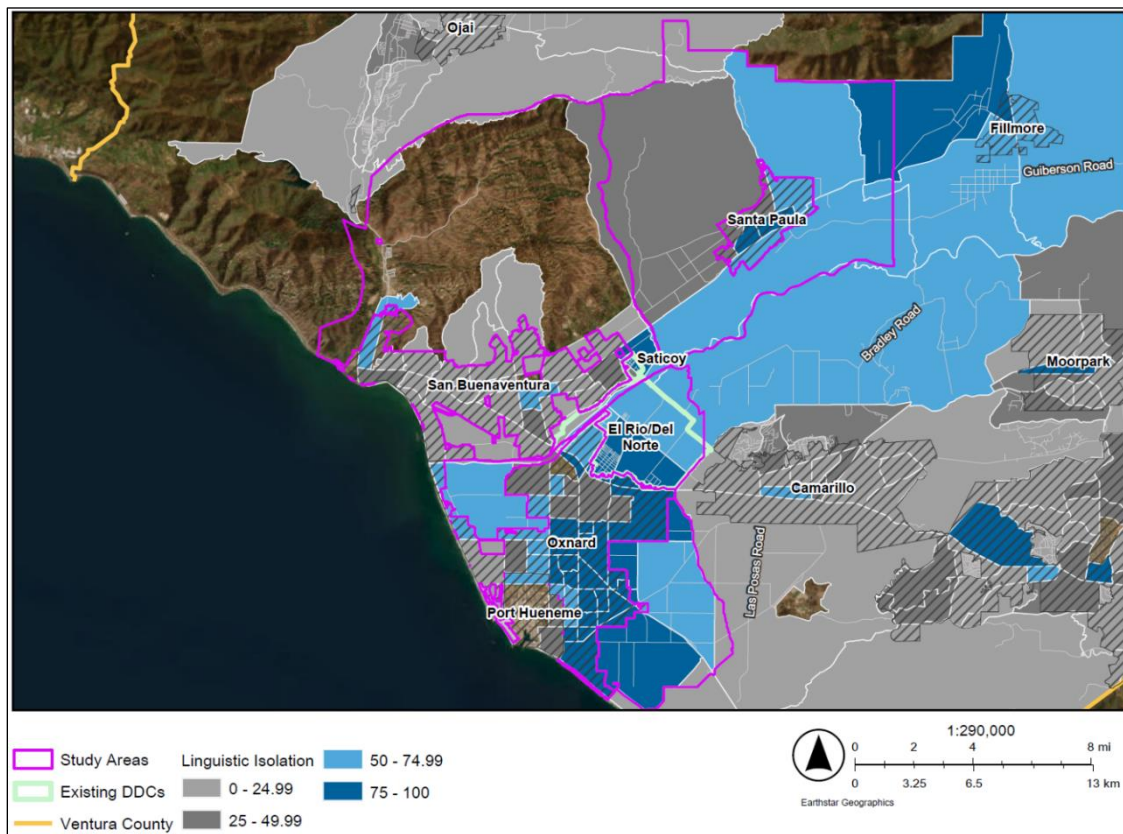 Ojai
Fillmore
Guiberson Road
Santa Paula
Bradley Road
Saticoy
Moorpark
San Buenaventura
El Rio/Del
Norte
Camarillo
Las Posas Road
Oxnard
Port Hueneme
Study Areas
Existing DDCs
Ventura County
Linguistic Isolation
0 - 24.99
25 - 49.99
50 - 74.99
75 - 100
1:290,000
0 2 4 8 mi
0 3.25 6.5 13 km
Earthstar Geographics